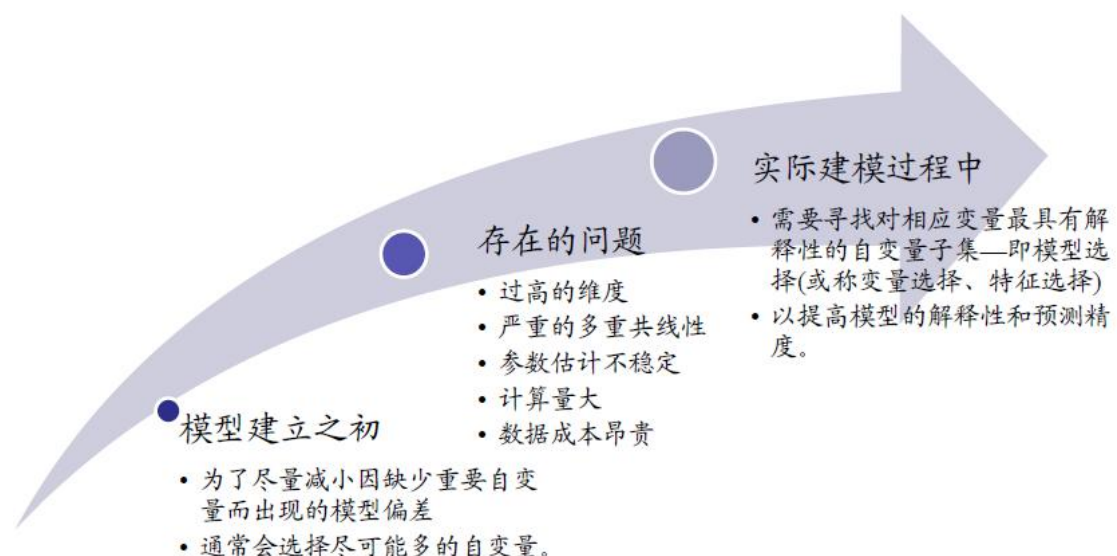 模型建立之初
• 为了尽量减小因缺少重要自变
量而出现的模型偏差
• 通常会选择尽可能多的自变量。
存在的问题
• 过高的维度
• 严重的多重共线性
• 参数估计不稳定
• 计算量大
• 数据成本昂贵
实际建模过程中
• 需要寻找对相应变量最具有解
释性的自变量子集—即模型选
择(或称变量选择、特征选择)
• 以提高模型的解释性和预测精
度。